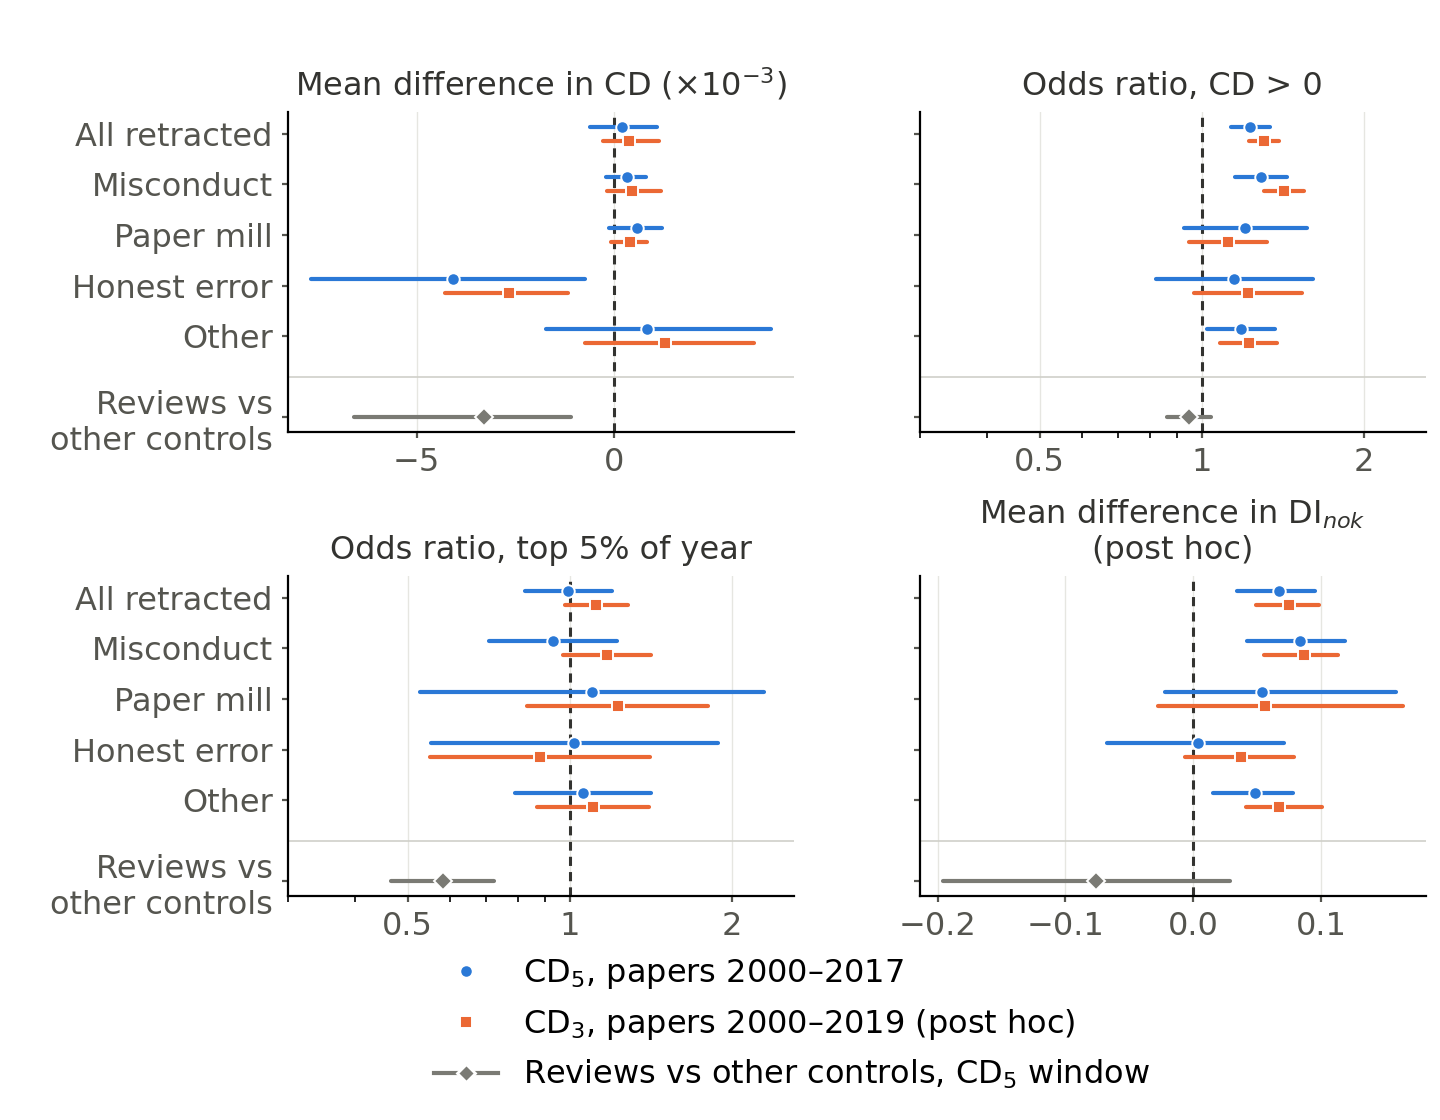 Mean difference in CD (×10⁻³)
Odds ratio, CD > 0
All retracted
Misconduct
Paper mill
Honest error
Other
Reviews vs
other controls
−5
0
0.5
1
2
Odds ratio, top 5% of year
Mean difference in DI_nok
(post hoc)
All retracted
Misconduct
Paper mill
Honest error
Other
Reviews vs
other controls
0.5
1
2
−0.2
−0.1
0.0
0.1
CD₅, papers 2000–2017
CD₃, papers 2000–2019 (post hoc)
Reviews vs other controls, CD₅ window